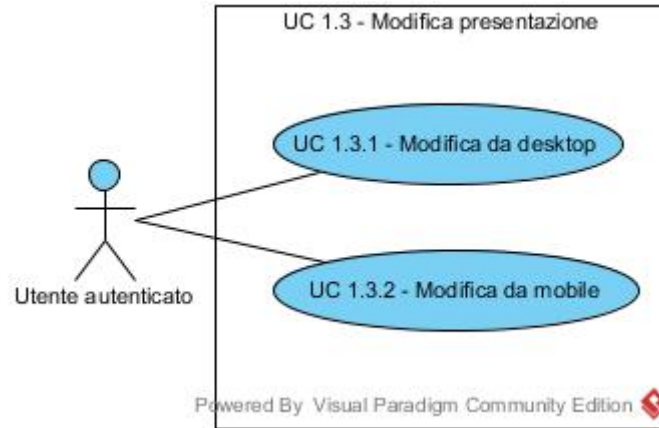 UC 1.3 - Modifica presentazione
UC 1.3.1 - Modifica da desktop
Utente autenticato
UC 1.3.2 - Modifica da mobile
Powered By Visual Paradigm Community Edition